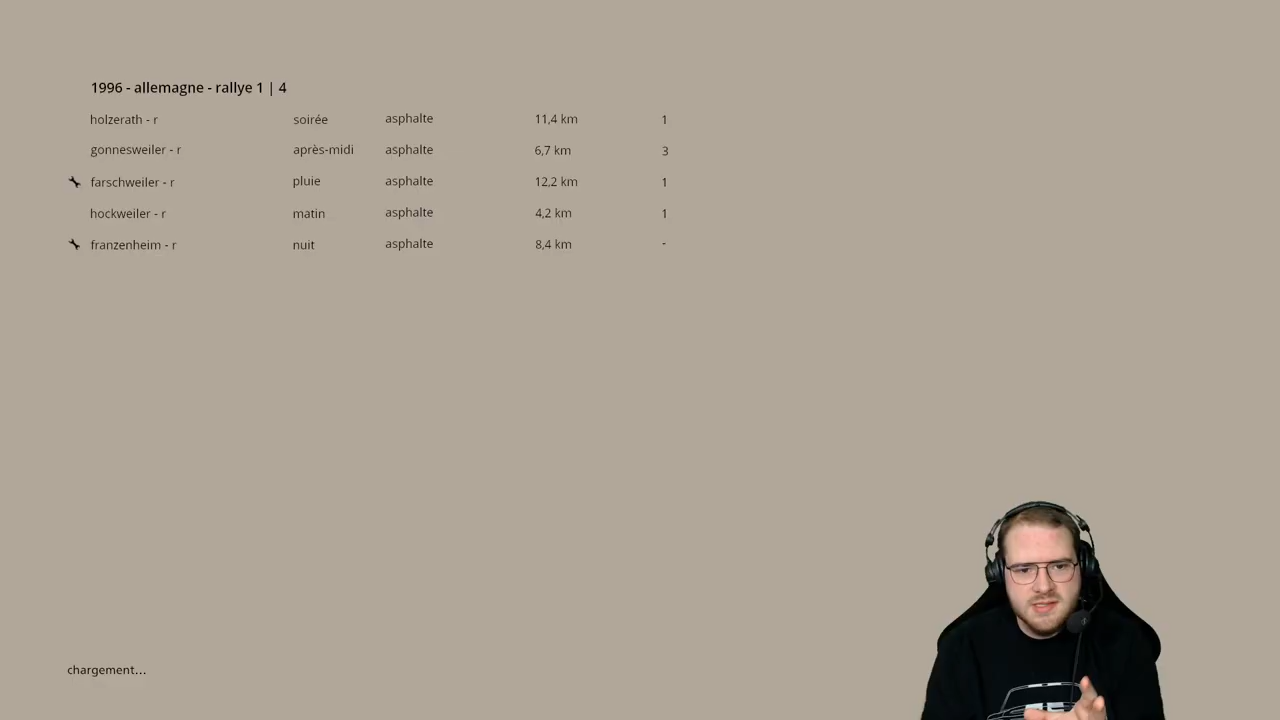 1996 - allemagne - rallye 1 | 4
holzerath - r soirée asphalte 11,4 km 1
gonnesweiler - r après-midi asphalte 6,7 km 3
farschweiler - r pluie asphalte 12,2 km 1
hockweiler - r matin asphalte 4,2 km 1
franzenheim - r nuit asphalte 8,4 km -
chargement...